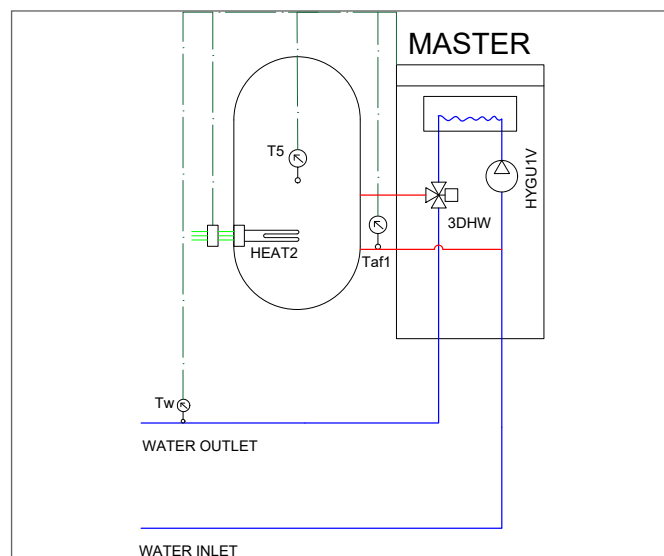 MASTER
T5
HYGU1V
3DHW
HEAT2
Taf1
Tw
WATER OUTLET
WATER INLET